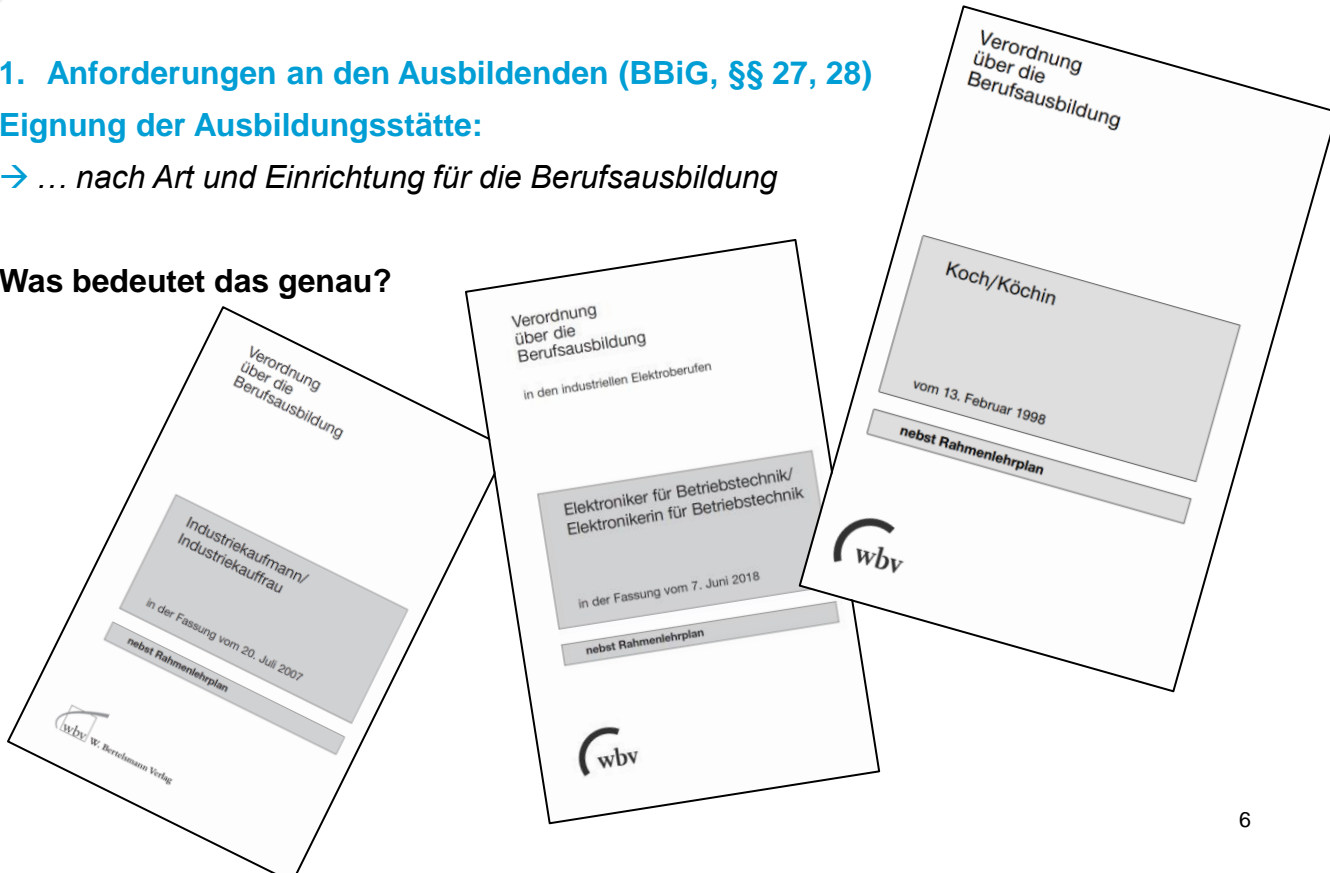 1. Anforderungen an den Ausbildenden (BBiG, §§ 27, 28)
Eignung der Ausbildungsstätte:
→ … nach Art und Einrichtung für die Berufsausbildung
Was bedeutet das genau?
Verordnung
über die
Berufsausbildung
Industriekaufmann/
Industriekauffrau
in der Fassung vom 20. Juli 2007
nebst Rahmenlehrplan
wbv W. Bertelsmann Verlag
Verordnung
über die
Berufsausbildung
in den industriellen Elektroberufen
Elektroniker für Betriebstechnik/
Elektronikerin für Betriebstechnik
in der Fassung vom 7. Juni 2018
nebst Rahmenlehrplan
wbv
Verordnung
über die
Berufsausbildung
Koch/Köchin
vom 13. Februar 1998
nebst Rahmenlehrplan
wbv
6